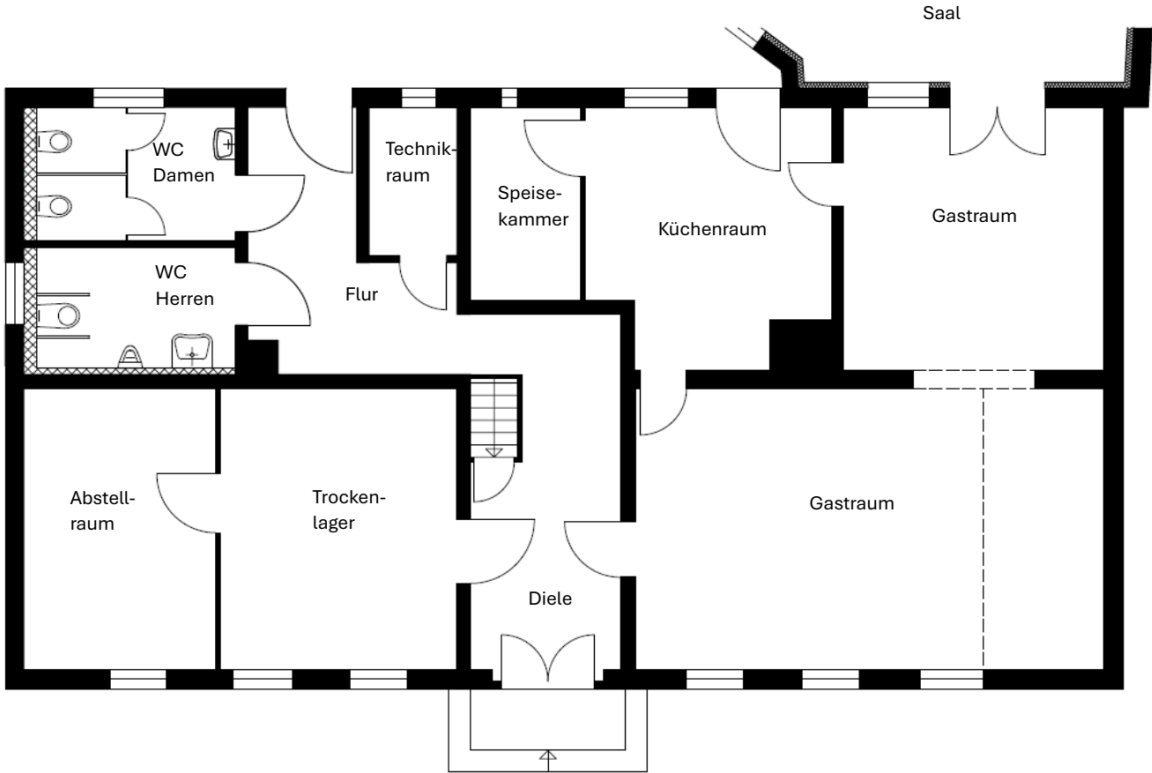 Saal
WC
Damen
Technik-
raum
Speise-
kammer
Küchenraum
Gastraum
WC
Herren
Flur
Abstell-
raum
Trocken-
lager
Gastraum
Diele